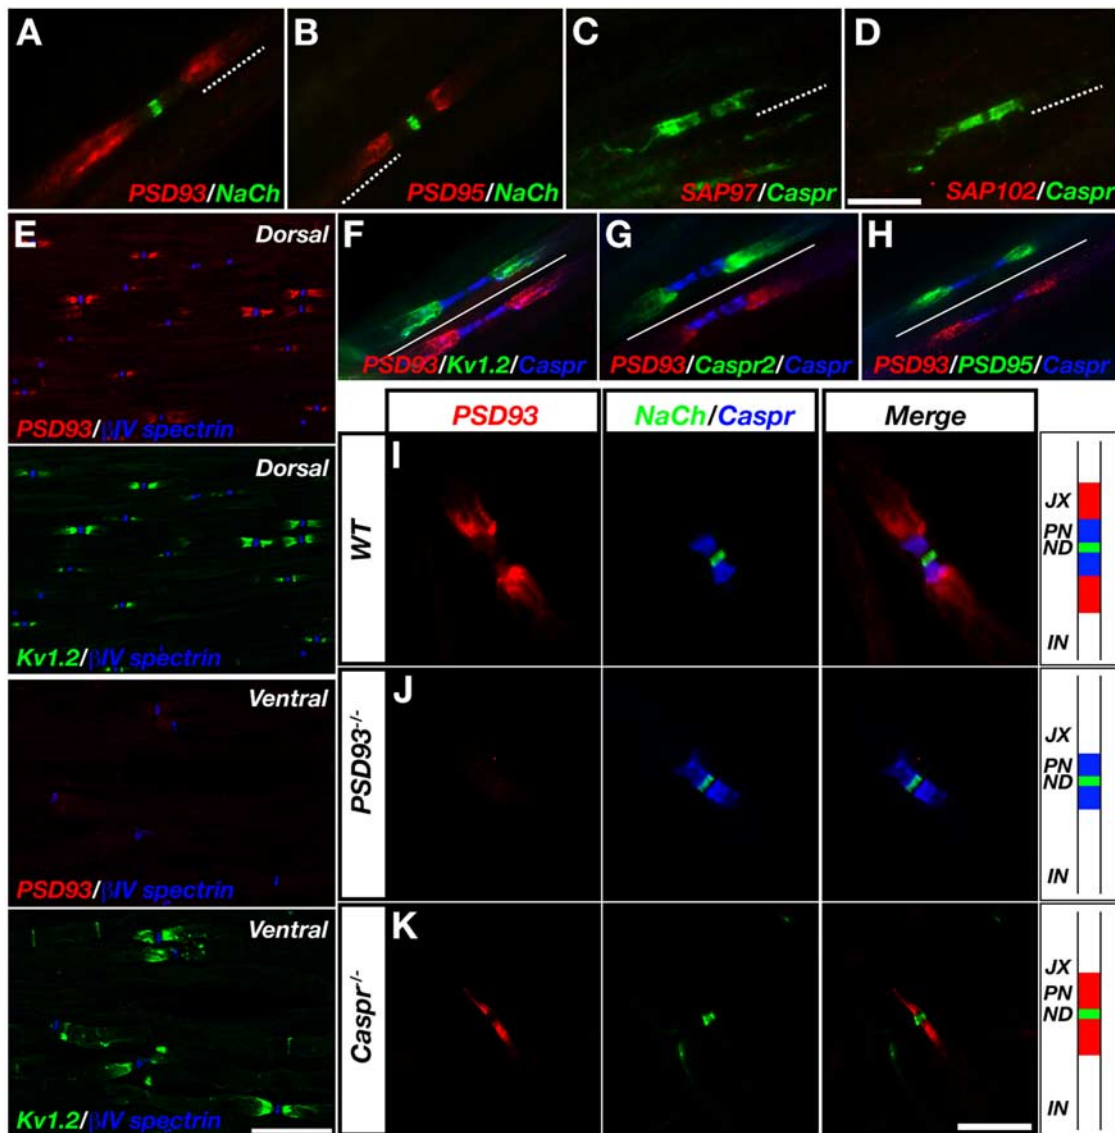 A
PSD93/NaCh
B
PSD95/NaCh
C
SAP97/Caspr
D
SAP102/Caspr
E
Dorsal
PSD93/βIV spectrin
Dorsal
Kv1.2/βIV spectrin
Ventral
PSD93/βIV spectrin
Ventral
Kv1.2/βIV spectrin
F
PSD93/Kv1.2/Caspr
G
PSD93/Caspr2/Caspr
H
PSD93/PSD95/Caspr
PSD93
NaCh/Caspr
Merge
WT
I
JX
PN
ND
IN
PSD93-/-
J
JX
PN
ND
IN
Caspr-/-
K
JX
PN
ND
IN